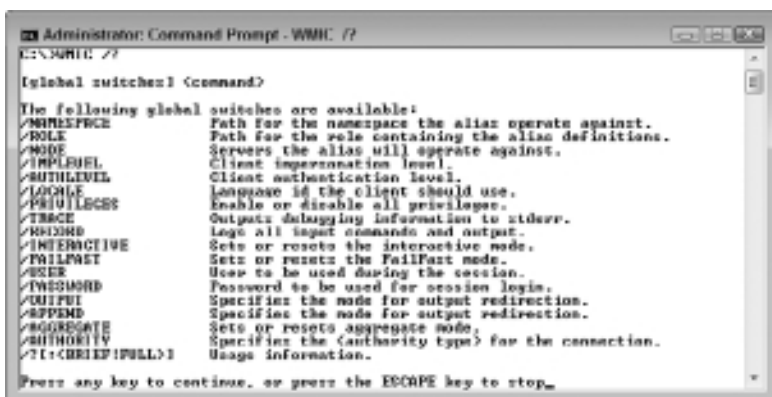 Administrator: Command Prompt - WMIC /?
C:\>WMIC /?
[global switches] <command>
The following global switches are available:
/NAMESPACE Path for the namespace the alias operate against.
/ROLE Path for the role containing the alias definitions.
/NODE Servers the alias will operate against.
/IMPLEVEL Client impersonation level.
/AUTHLEVEL Client authentication level.
/LOCALE Language id the client should use.
/PRIVILEGES Enable or disable all privileges.
/TRACE Outputs debugging information to stderr.
/RECORD Logs all input commands and output.
/INTERACTIVE Sets or resets the interactive mode.
/FAILFAST Sets or resets the FailFast mode.
/USER User to be used during the session.
/PASSWORD Password to be used for session login.
/OUTPUT Specifies the mode for output redirection.
/APPEND Specifies the mode for output redirection.
/AGGREGATE Sets or resets aggregate mode.
/AUTHORITY Specifies the <authority type> for the connection.
/?[:<BRIEF|FULL>] Usage information.
Press any key to continue, or press the ESCAPE key to stop_